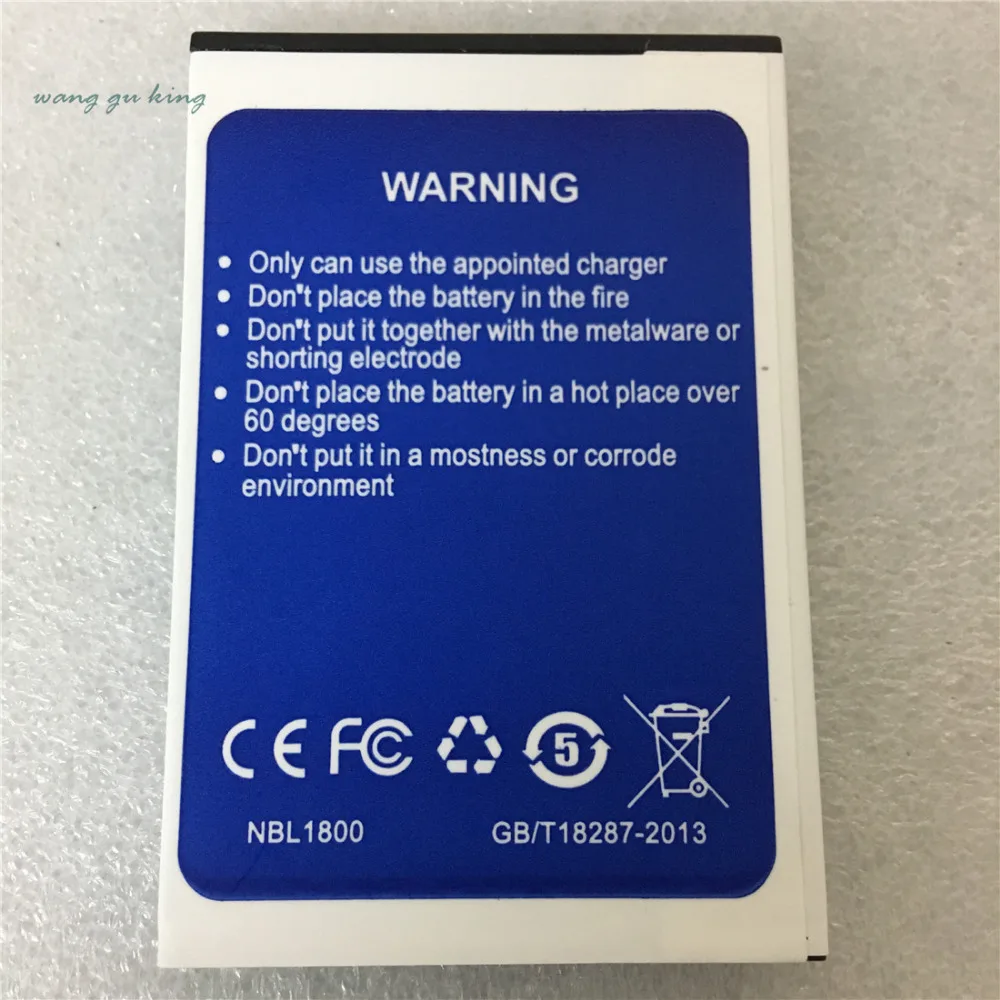 wang gu king
WARNING
• Only can use the appointed charger
• Don't place the battery in the fire
• Don't put it together with the metalware or
shorting electrode
• Don't place the battery in a hot place over
60 degrees
• Don't put it in a mostness or corrode
environment
CE FC 5
NBL1800 GB/T18287-2013